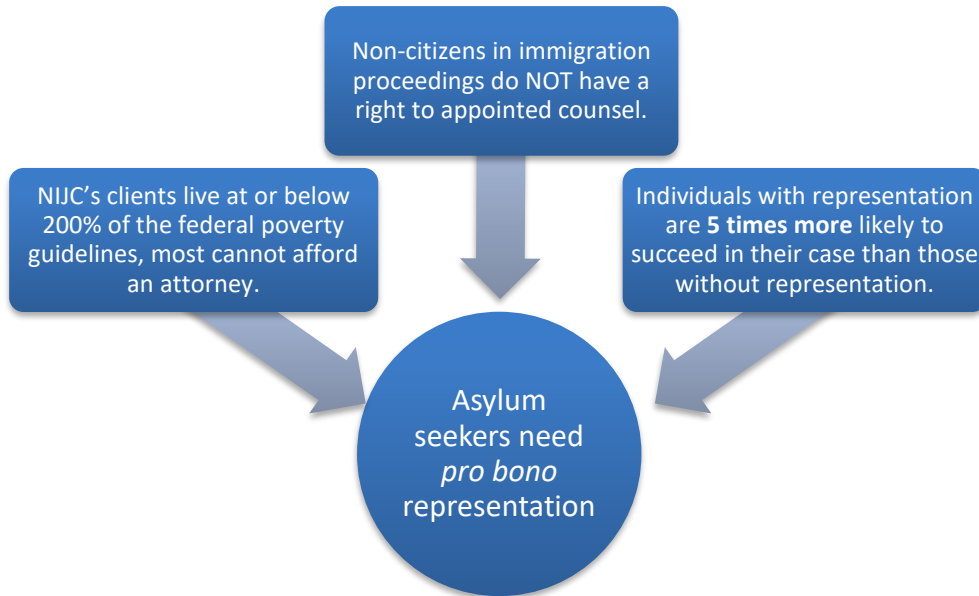 Non-citizens in immigration
proceedings do NOT have a
right to appointed counsel.
NIJC’s clients live at or below
200% of the federal poverty
guidelines, most cannot afford
an attorney.
Individuals with representation
are 5 times more likely to
succeed in their case than those
without representation.
Asylum
seekers need
pro bono
representation